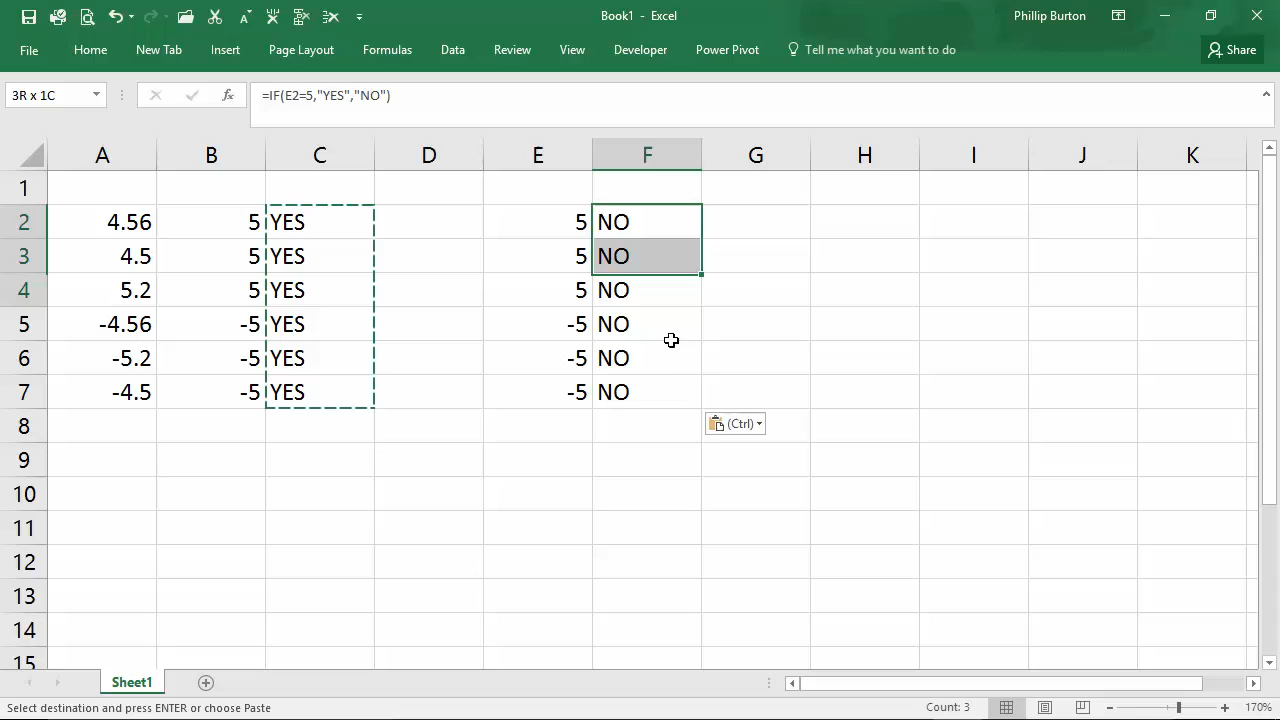 Book1 - Excel
Phillip Burton
File Home New Tab Insert Page Layout Formulas Data Review View Developer Power Pivot Tell me what you want to do Share
3R x 1C fx =IF(E2=5,"YES","NO")
A B C D E F G H I J K
1
2 4.56 5 YES 5 NO
3 4.5 5 YES 5 NO
4 5.2 5 YES 5 NO
5 -4.56 -5 YES -5 NO
6 -5.2 -5 YES -5 NO
7 -4.5 -5 YES -5 NO
8 (Ctrl)
9
10
11
12
13
14
15
Sheet1
Select destination and press ENTER or choose Paste Count: 3 170%